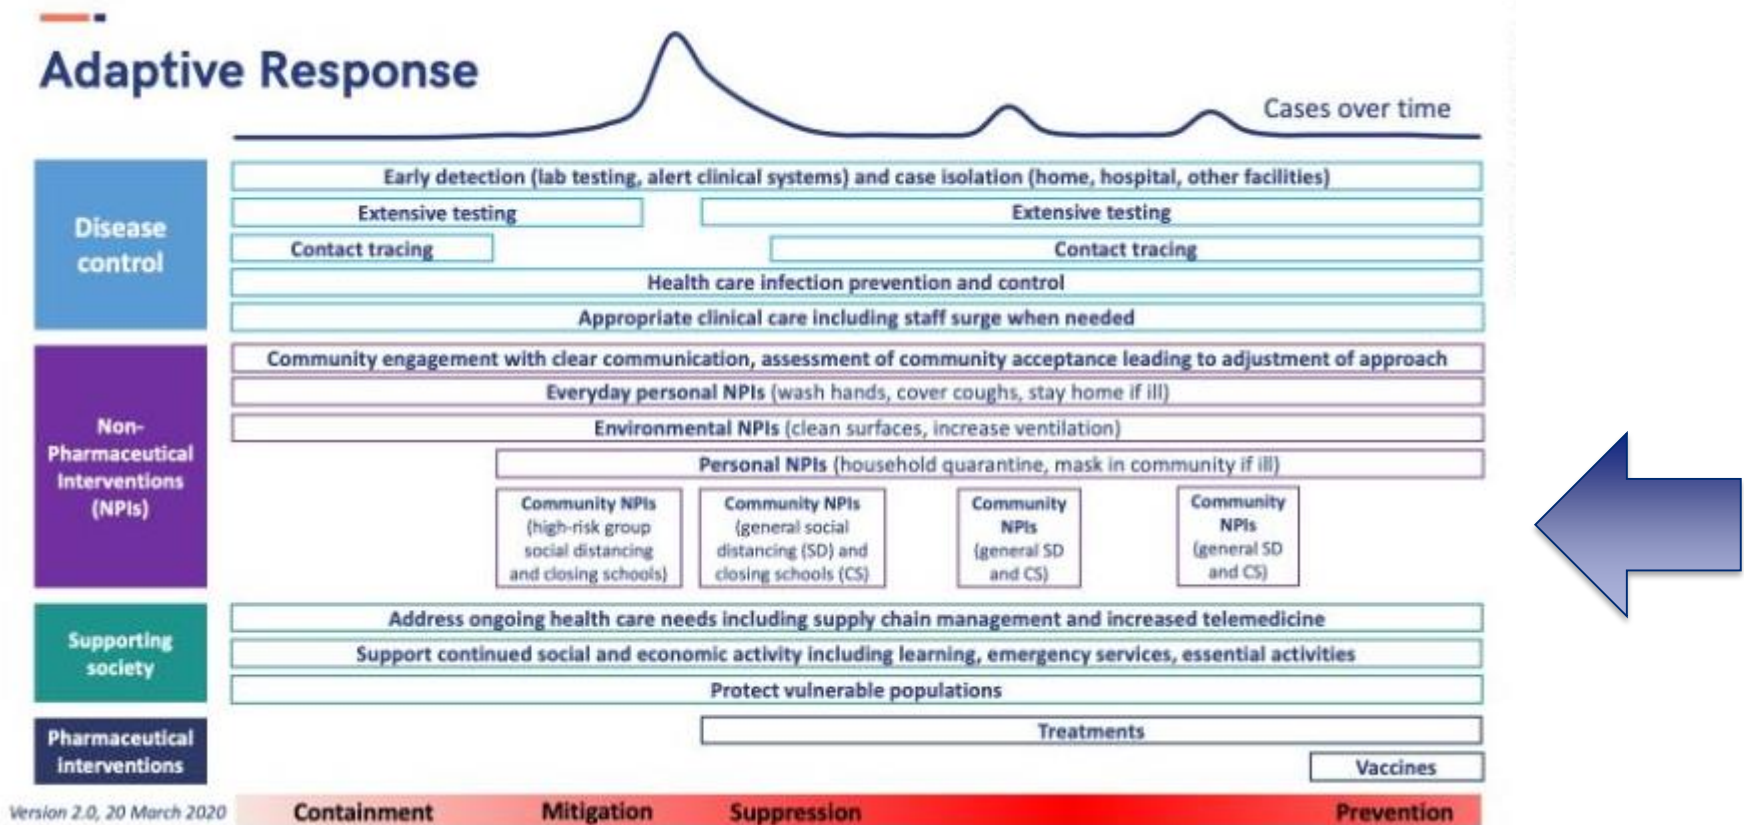 Adaptive Response
Cases over time
Disease
control
Early detection (lab testing, alert clinical systems) and case isolation (home, hospital, other facilities)
Extensive testing
Extensive testing
Contact tracing
Contact tracing
Health care infection prevention and control
Appropriate clinical care including staff surge when needed
Non-
Pharmaceutical
Interventions
(NPIs)
Community engagement with clear communication, assessment of community acceptance leading to adjustment of approach
Everyday personal NPIs (wash hands, cover coughs, stay home if ill)
Environmental NPIs (clean surfaces, increase ventilation)
Personal NPIs (household quarantine, mask in community if ill)
Community NPIs
(high-risk group
social distancing
and closing schools)
Community NPIs
(general social
distancing (SD) and
closing schools (CS)
Community
NPIs
(general SD
and CS)
Community
NPIs
(general SD
and CS)
Supporting
society
Address ongoing health care needs including supply chain management and increased telemedicine
Support continued social and economic activity including learning, emergency services, essential activities
Protect vulnerable populations
Pharmaceutical
interventions
Treatments
Vaccines
Version 2.0, 20 March 2020
Containment
Mitigation
Suppression
Prevention